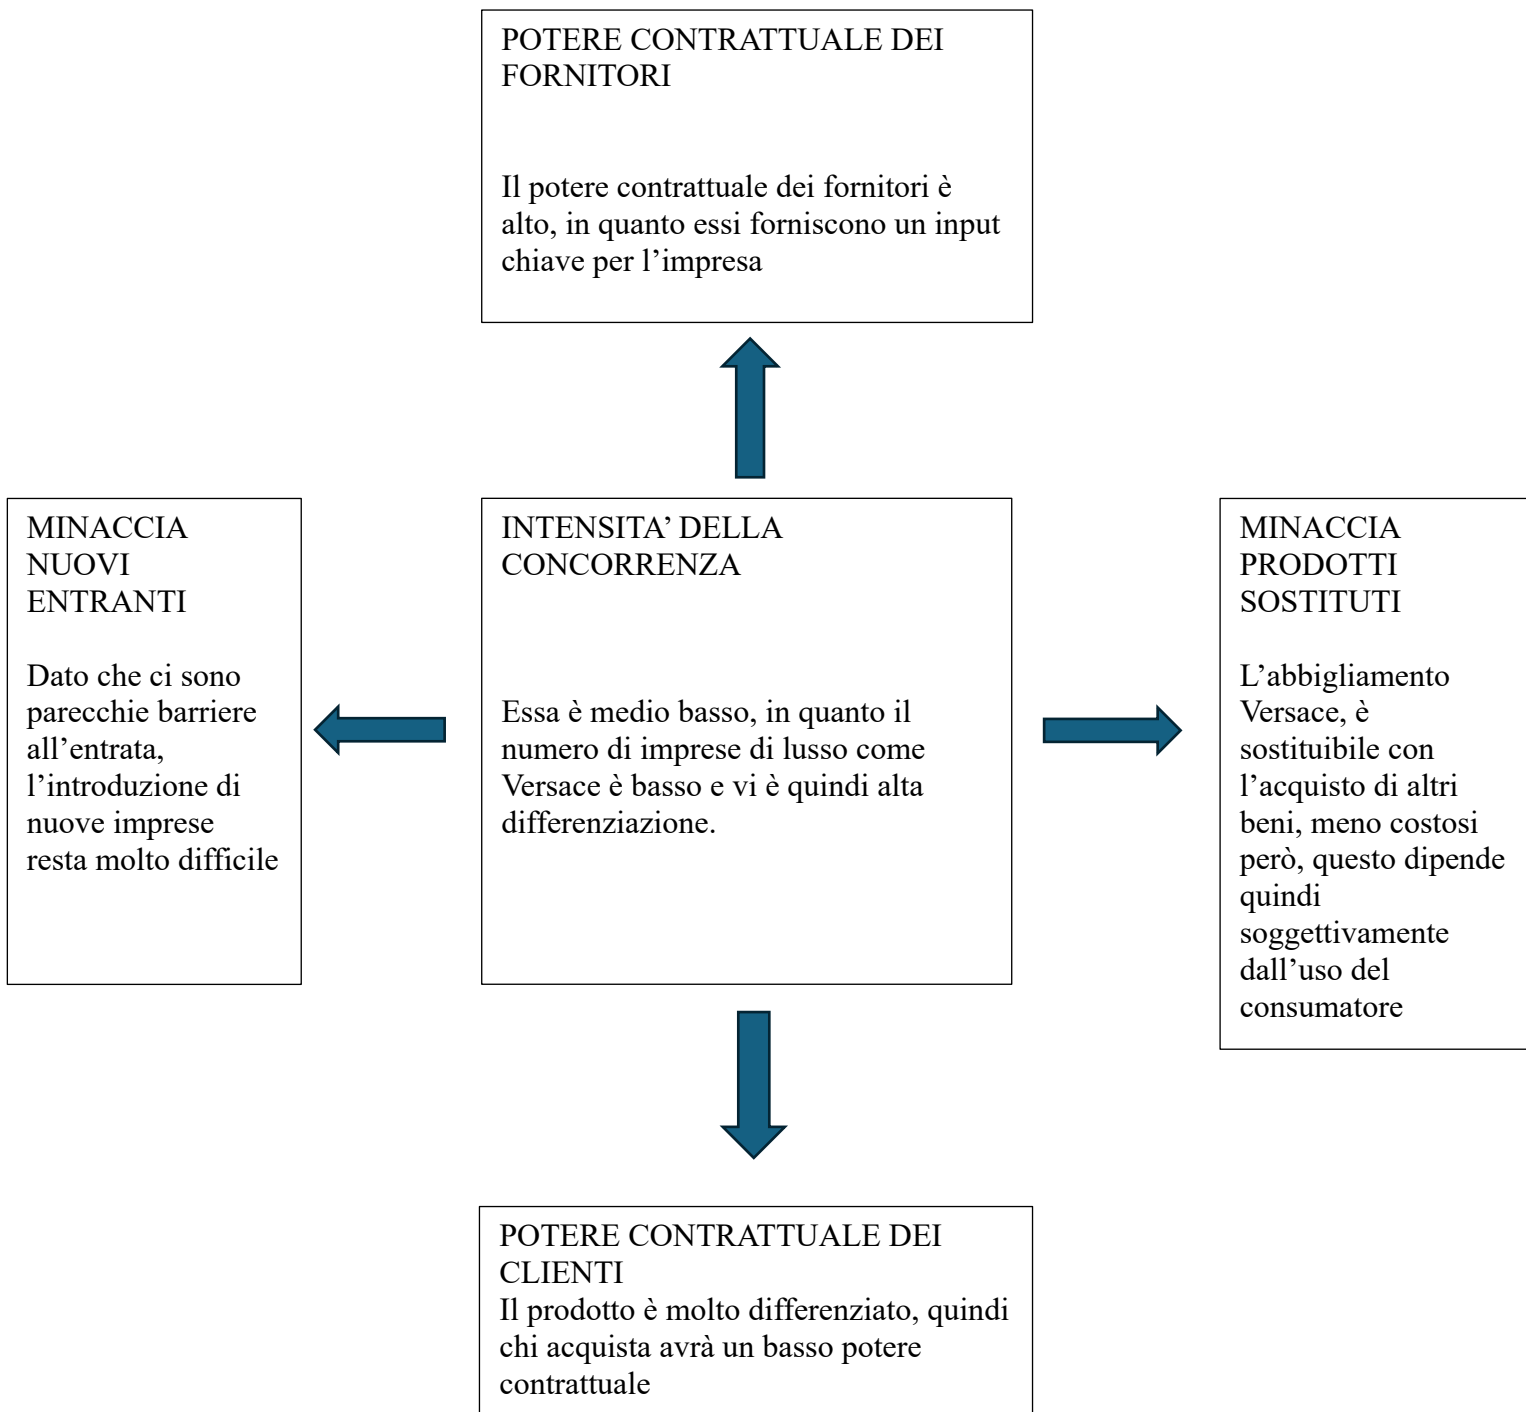 POTERE CONTRATTUALE DEI
FORNITORI
Il potere contrattuale dei fornitori è
alto, in quanto essi forniscono un input
chiave per l’impresa
MINACCIA
NUOVI
ENTRANTI
Dato che ci sono
parecchie barriere
all’entrata,
l’introduzione di
nuove imprese
resta molto difficile
INTENSITA’ DELLA
CONCORRENZA
Essa è medio basso, in quanto il
numero di imprese di lusso come
Versace è basso e vi è quindi alta
differenziazione.
MINACCIA
PRODOTTI
SOSTITUTI
L’abbigliamento
Versace, è
sostituibile con
l’acquisto di altri
beni, meno costosi
però, questo dipende
quindi
soggettivamente
dall’uso del
consumatore
POTERE CONTRATTUALE DEI
CLIENTI
Il prodotto è molto differenziato, quindi
chi acquista avrà un basso potere
contrattuale